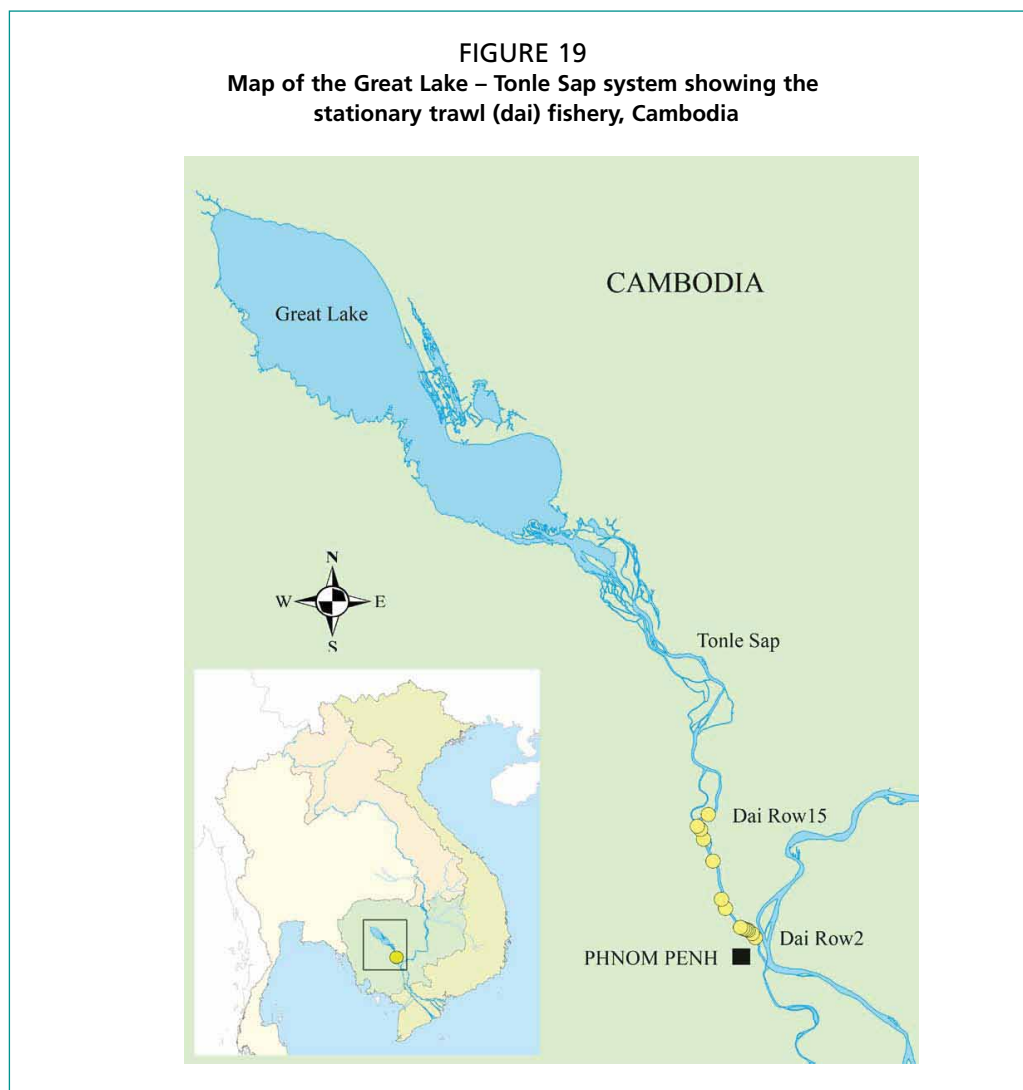 FIGURE 19
Map of the Great Lake – Tonle Sap system showing the
stationary trawl (dai) fishery, Cambodia
CAMBODIA
Great Lake
N
W E
S
Tonle Sap
Dai Row15
Dai Row2
PHNOM PENH